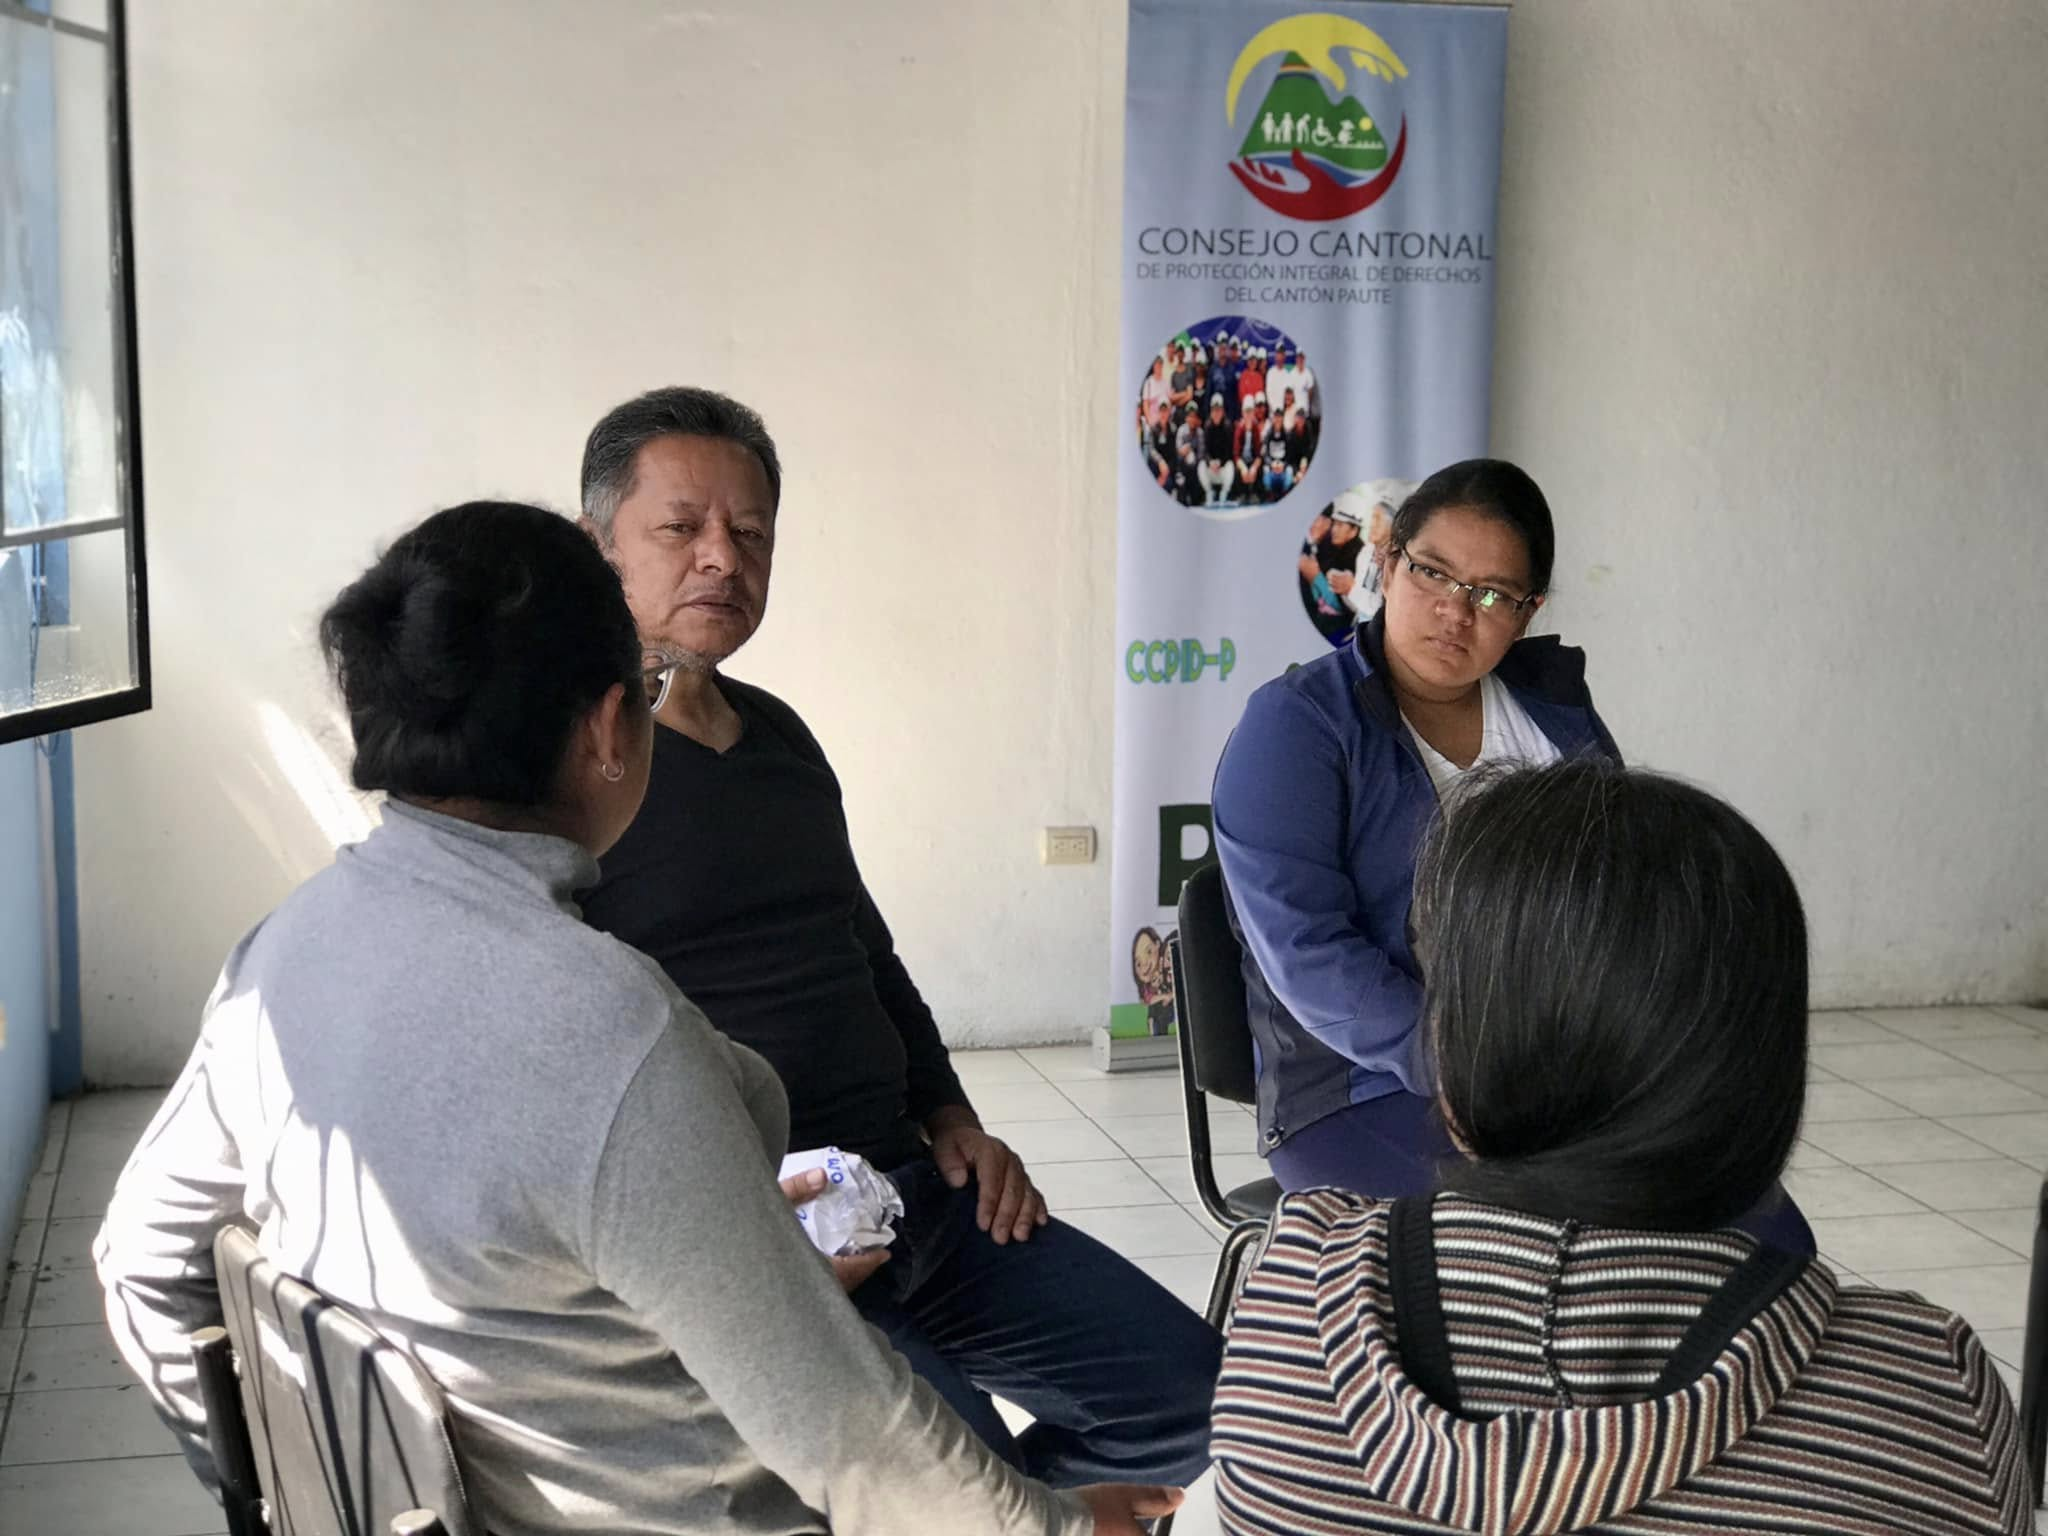 CONSEJO CANTONAL
DE PROTECCIÓN INTEGRAL DE DERECHOS
DEL CANTÓN PAUTE
CCPID-P